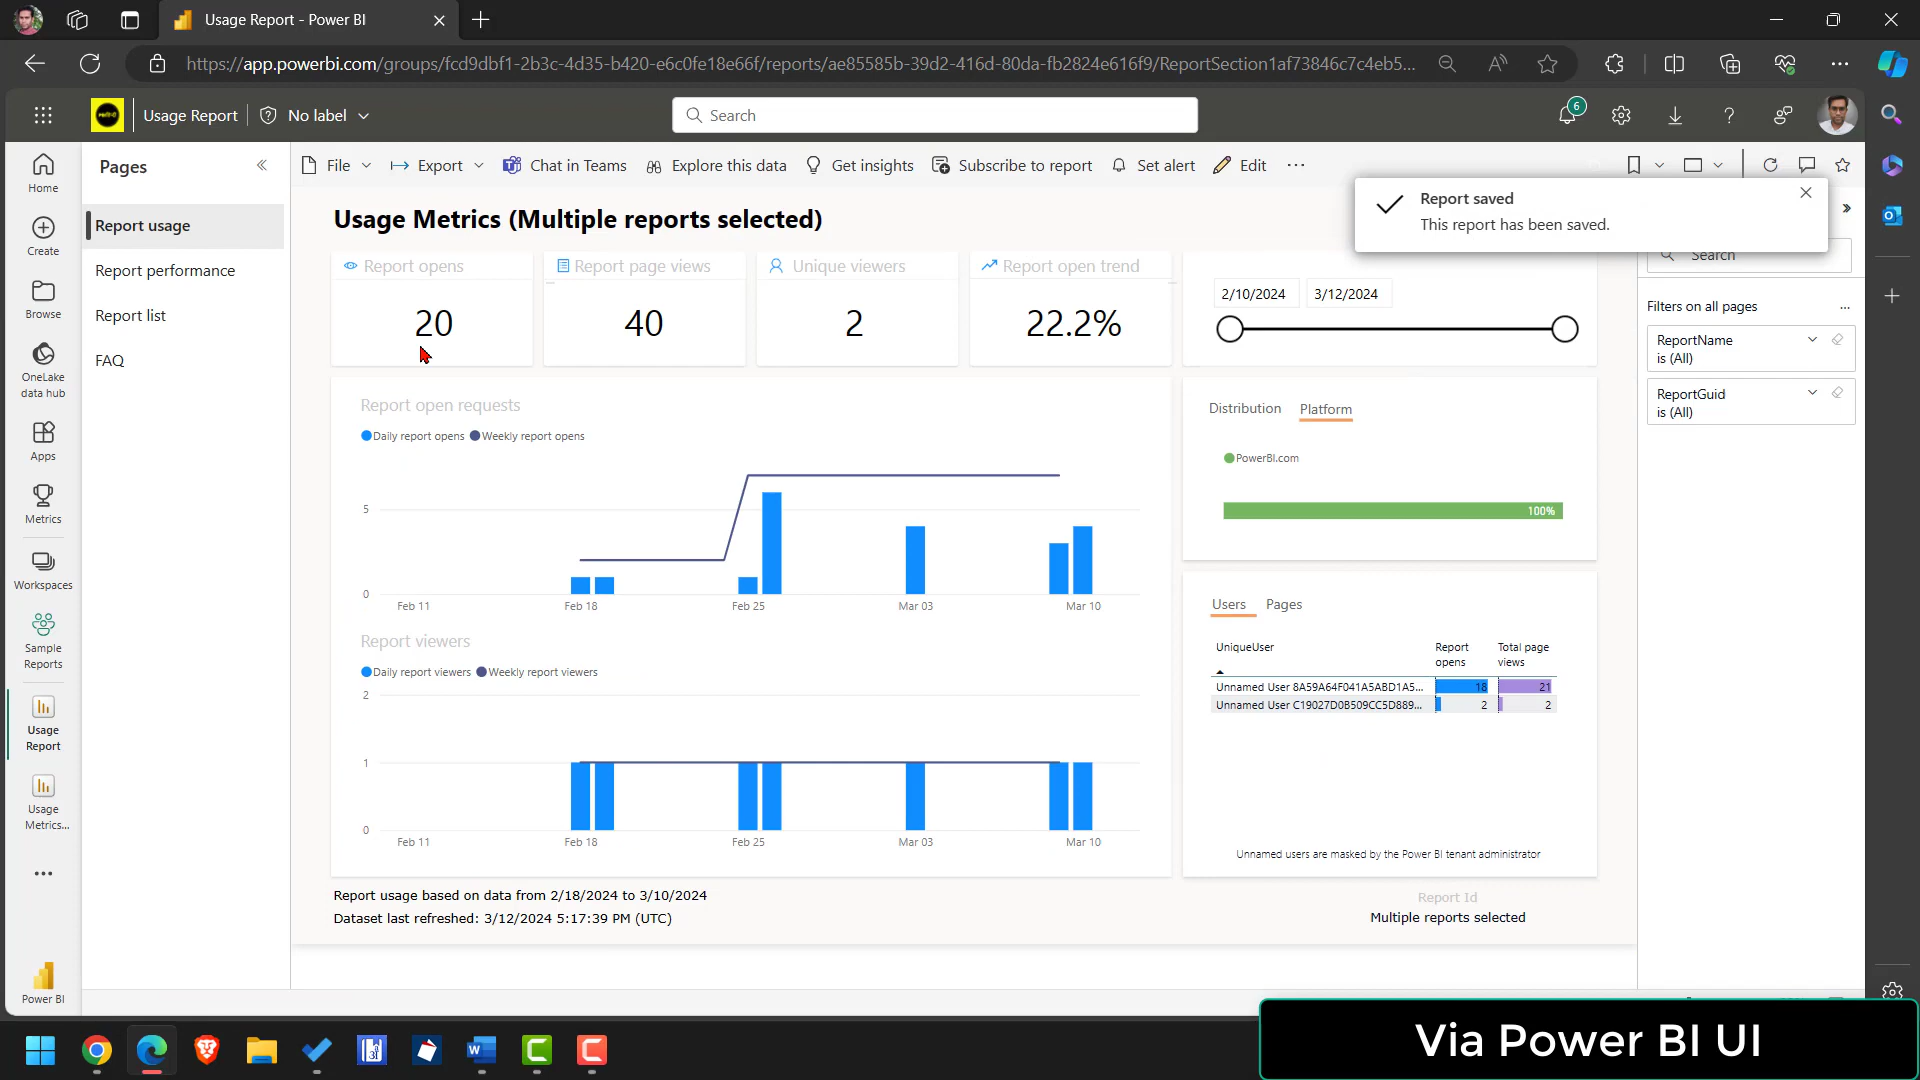 Usage Report - Power BI
https://app.powerbi.com/groups/fcd9dbf1-2b3c-4d35-b420-e6c0fe18e66f/reports/ae85585b-39d2-416d-80da-fb2824e616f9/ReportSection1af73846c7c4eb5...
Usage Report
No label
Search
6
Home
Create
Browse
OneLake
data hub
Apps
Metrics
Workspaces
Sample
Reports
Usage
Report
Usage
Metrics...
Power BI
Pages
Report usage
Report performance
Report list
FAQ
File
Export
Chat in Teams
Explore this data
Get insights
Subscribe to report
Set alert
Edit
Report saved
This report has been saved.
Usage Metrics (Multiple reports selected)
Report opens
20
Report page views
40
Unique viewers
2
Report open trend
22.2%
2/10/2024
3/12/2024
Search
Filters on all pages
ReportName
is (All)
ReportGuid
is (All)
Report open requests
Daily report opens
Weekly report opens
5
0
Feb 11
Feb 18
Feb 25
Mar 03
Mar 10
Report viewers
Daily report viewers
Weekly report viewers
2
1
0
Feb 11
Feb 18
Feb 25
Mar 03
Mar 10
Distribution
Platform
PowerBI.com
100%
Users
Pages
UniqueUser
Report
opens
Total page
views
Unnamed User 8A59A64F041A5ABD1A5...
18
21
Unnamed User C19027D0B509CC5D889...
2
2
Unnamed users are masked by the Power BI tenant administrator
Report usage based on data from 2/18/2024 to 3/10/2024
Dataset last refreshed: 3/12/2024 5:17:39 PM (UTC)
Report Id
Multiple reports selected
Via Power BI UI